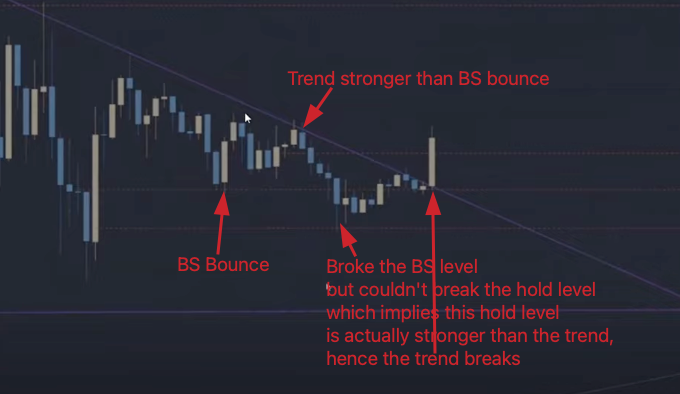 Trend stronger than BS bounce
BS Bounce
Broke the BS level
but couldn't break the hold level
which implies this hold level
is actually stronger than the trend,
hence the trend breaks